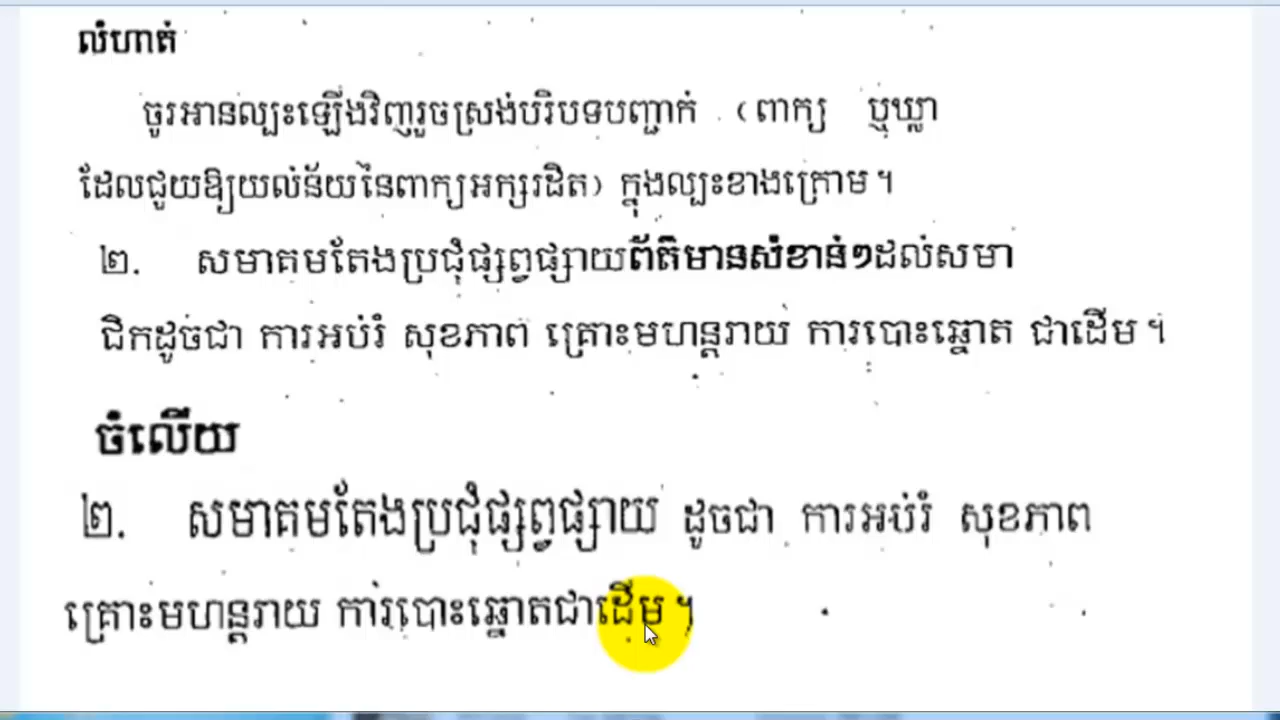 លំហាត់
ចូរអានល្បះឡើងវិញរួចស្រង់បរិបទបញ្ជាក់ (ពាក្យ ឬឃ្លា
ដែលជួយឱ្យយល់ន័យនៃពាក្យអក្សរដិត) ក្នុងល្បះខាងក្រោម។
២. សមាគមតែងប្រជុំផ្សព្វផ្សាយព័ត៌មានសំខាន់ៗដល់សមា
ជិកដូចជា ការអប់រំ សុខភាព គ្រោះមហន្តរាយ ការបោះឆ្នោត ជាដើម។
ចំលើយ
២. សមាគមតែងប្រជុំផ្សព្វផ្សាយ ដូចជា ការអប់រំ សុខភាព
គ្រោះមហន្តរាយ ការបោះឆ្នោតជាដើម។